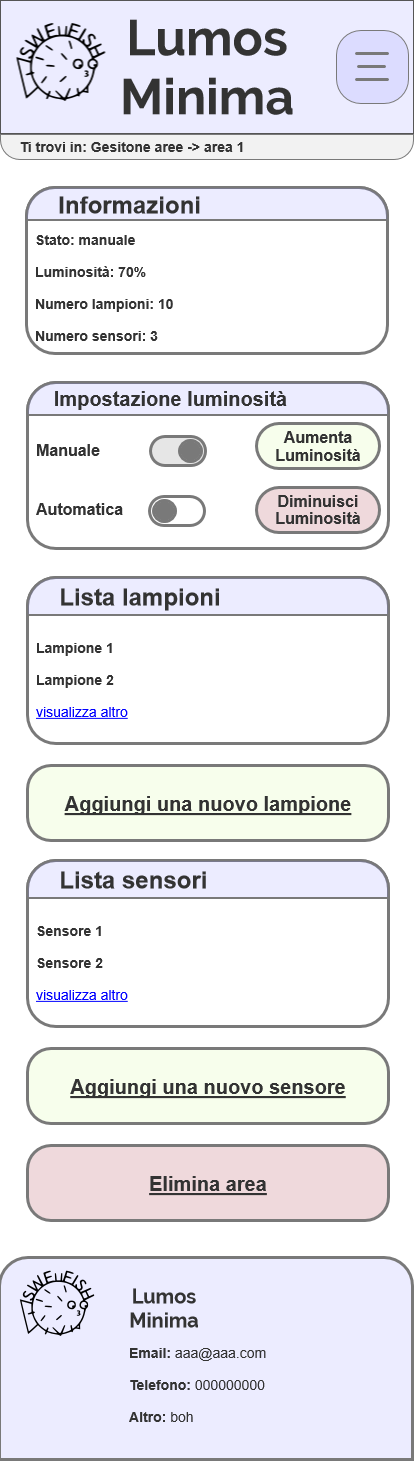 SWEüEfISH
Lumos
Minima
Ti trovi in: Gesitone aree -> area 1
Informazioni
Stato: manuale
Luminosità: 70%
Numero lampioni: 10
Numero sensori: 3
Impostazione luminosità
Manuale
Aumenta
Luminosità
Automatica
Diminuisci
Luminosità
Lista lampioni
Lampione 1
Lampione 2
visualizza altro
Aggiungi una nuovo lampione
Lista sensori
Sensore 1
Sensore 2
visualizza altro
Aggiungi una nuovo sensore
Elimina area
SWEüEfISH
Lumos
Minima
Email: aaa@aaa.com
Telefono: 000000000
Altro: boh